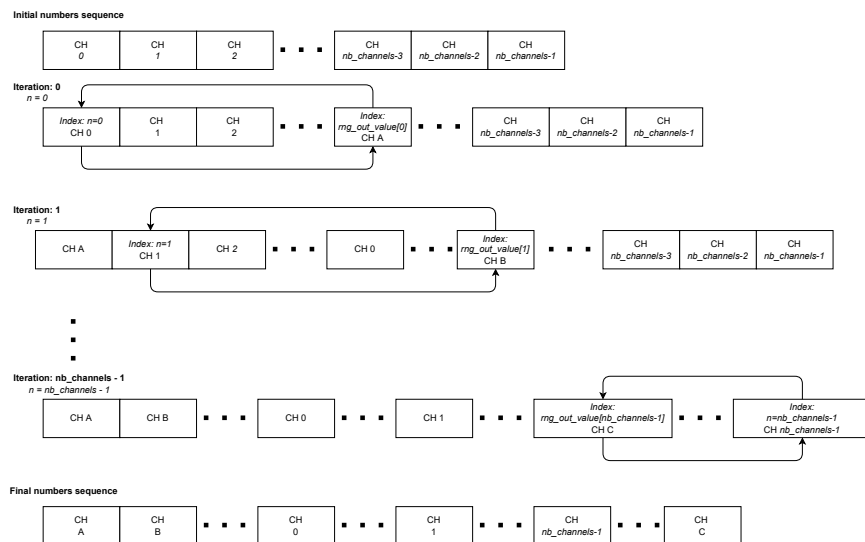 Initial numbers sequence
CH CH CH CH CH CH
0 1 2 nb_channels-3 nb_channels-2 nb_channels-1
Iteration: 0
n = 0
Index: n=0 CH CH Index: CH CH CH
CH 0 1 2 rng_out_value[0] nb_channels-3 nb_channels-2 nb_channels-1
CH A
Iteration: 1
n = 1
CH A Index: n=1 CH 2 CH 0 Index: CH CH CH
CH 1 rng_out_value[1] nb_channels-3 nb_channels-2 nb_channels-1
CH B
Iteration: nb_channels - 1
n = nb_channels - 1
CH A CH B CH 0 CH 1 Index: Index:
rng_out_value[nb_channels-1] n=nb_channels-1
CH C CH nb_channels-1
Final numbers sequence
CH CH CH CH CH CH
A B 0 1 nb_channels-1 C